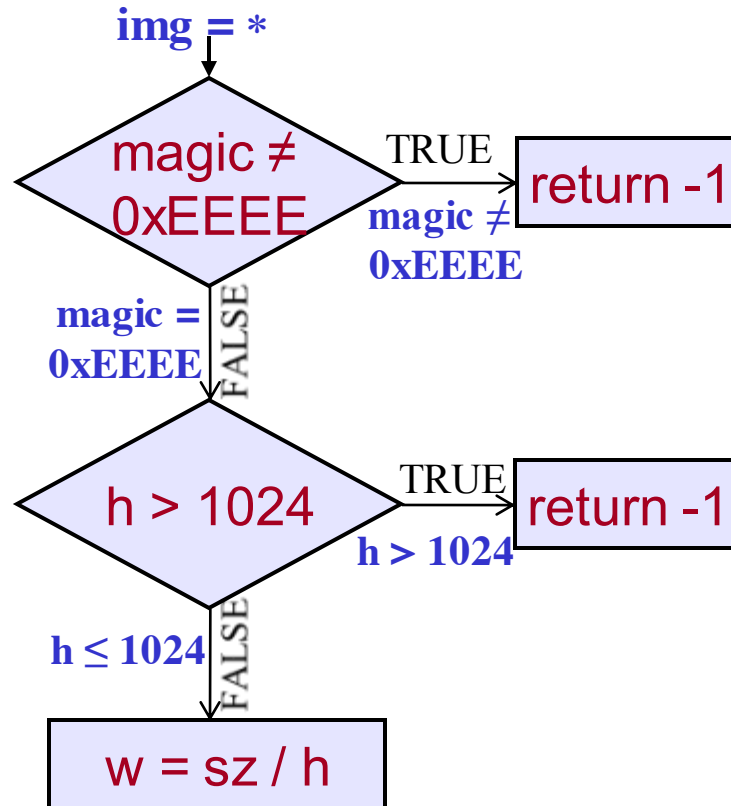 img = *
magic ≠
0xEEEE
TRUE
return -1
magic ≠
0xEEEE
magic =
0xEEEE
FALSE
h > 1024
TRUE
return -1
h > 1024
h ≤ 1024
FALSE
w = sz / h